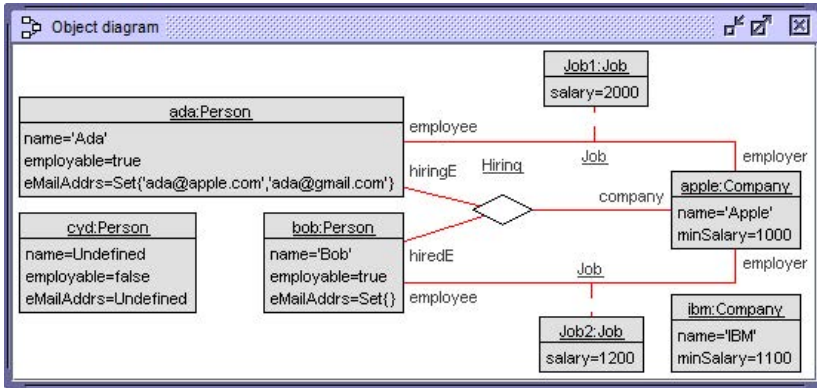 Object diagram
Job1:Job
salary=2000
ada:Person
name='Ada'
employable=true
eMailAddrs=Set{'ada@apple.com','ada@gmail.com'}
employee
Job
employer
hiringE
Hiring
company
apple:Company
name='Apple'
minSalary=1000
cyd:Person
name=Undefined
employable=false
eMailAddrs=Undefined
bob:Person
name='Bob'
employable=true
eMailAddrs=Set{}
hiredE
employee
Job
employer
Job2:Job
salary=1200
ibm:Company
name='IBM'
minSalary=1100